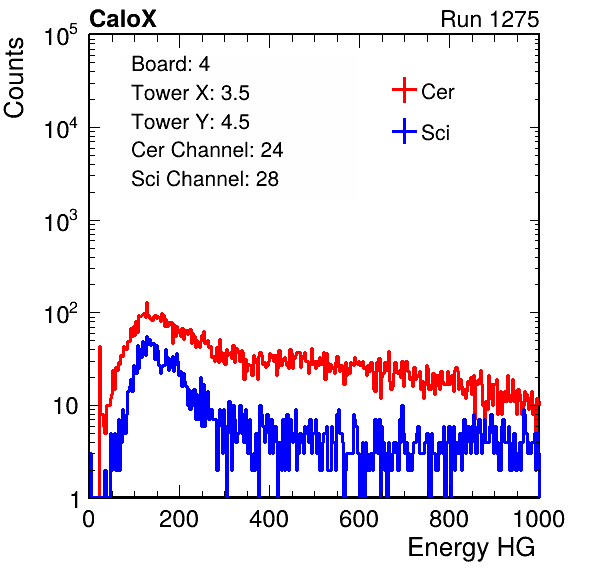 CaloX Run 1275
Counts
10^5
10^4
10^3
10^2
10
1
Board: 4
Tower X: 3.5
Tower Y: 4.5
Cer Channel: 24
Sci Channel: 28
Cer
Sci
0 200 400 600 800 1000
Energy HG